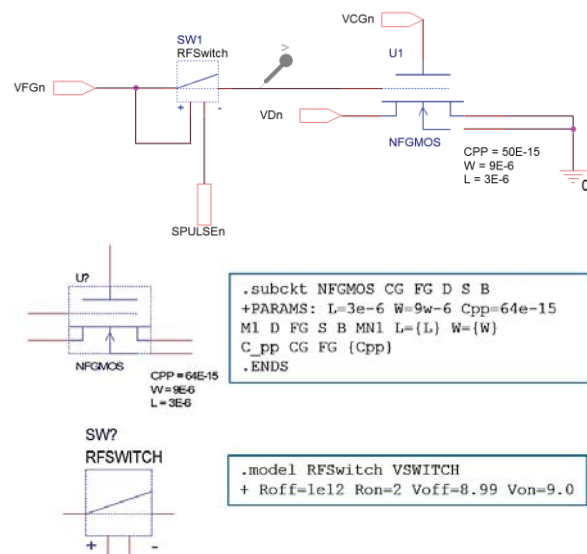 VCGn
SW1
RFSwitch
U1
V
VFGn
+ -
VDn
NFGMOS
CPP = 50E-15
W = 9E-6
L = 3E-6
0
SPULSEn
U?
NFGMOS
CPP = 64E-15
W = 9E-6
L = 3E-6
.subckt NFGMOS CG FG D S B
+PARAMS: L=3e-6 W=9w-6 Cpp=64e-15
M1 D FG S B MN1 L={L} W={W}
C_pp CG FG {Cpp}
.ENDS
SW?
RFSWITCH
+ -
.model RFSwitch VSWITCH
+ Roff=1e12 Ron=2 Voff=8.99 Von=9.0